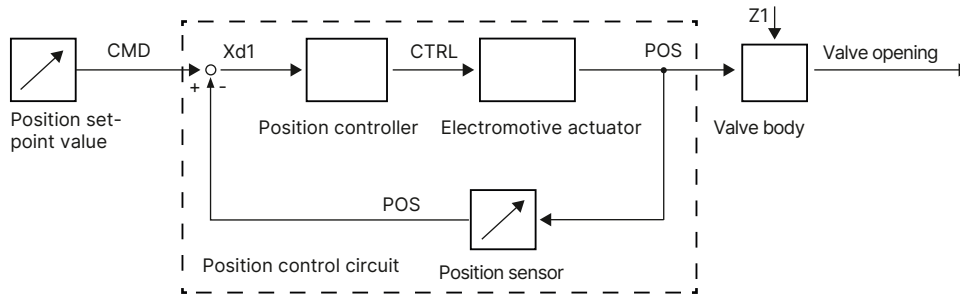 Z1
CMD
Xd1
CTRL
POS
Valve opening
+
-
Position set-
point value
Position controller
Electromotive actuator
Valve body
POS
Position control circuit
Position sensor